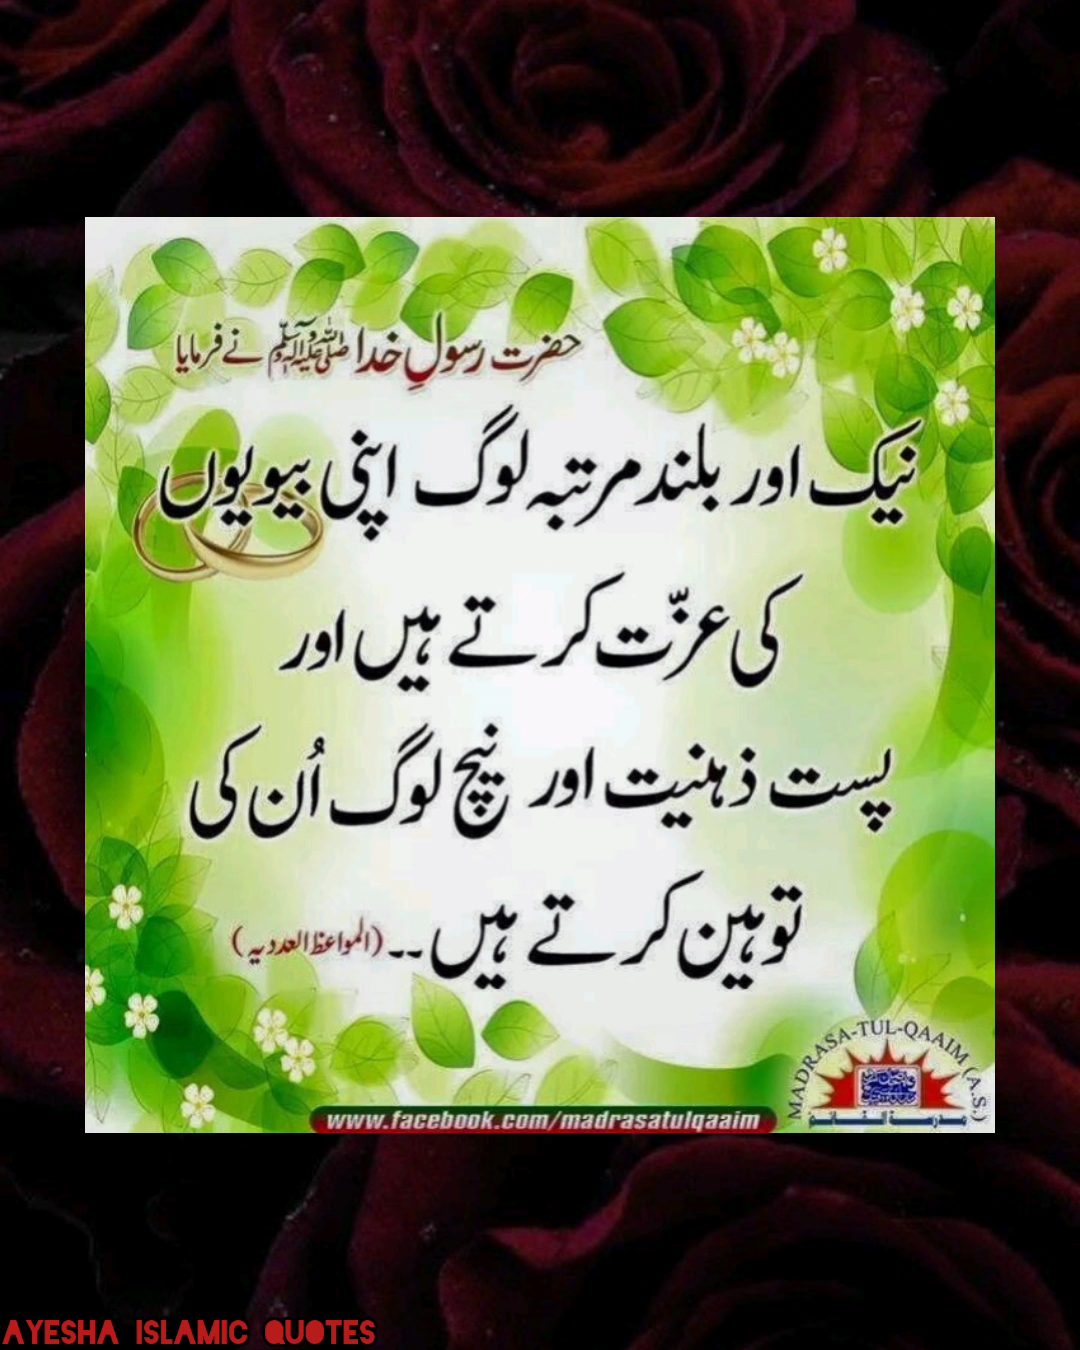 حضرت رسولِ خدا صلی اللہ علیہ وآلہ وسلم نے فرمایا
نیک اور بلند مرتبہ لوگ اپنی بیویوں
کی عزّت کرتے ہیں اور
پست ذہنیت اور نیچ لوگ اُن کی
توہین کرتے ہیں ۔۔ (المواعظ العددیہ)
MADRASA-TUL-QAAIM (A.S.)
مدرسة القائم
www.facebook.com/madrasatulqaaim
AYESHA ISLAMIC QUOTES